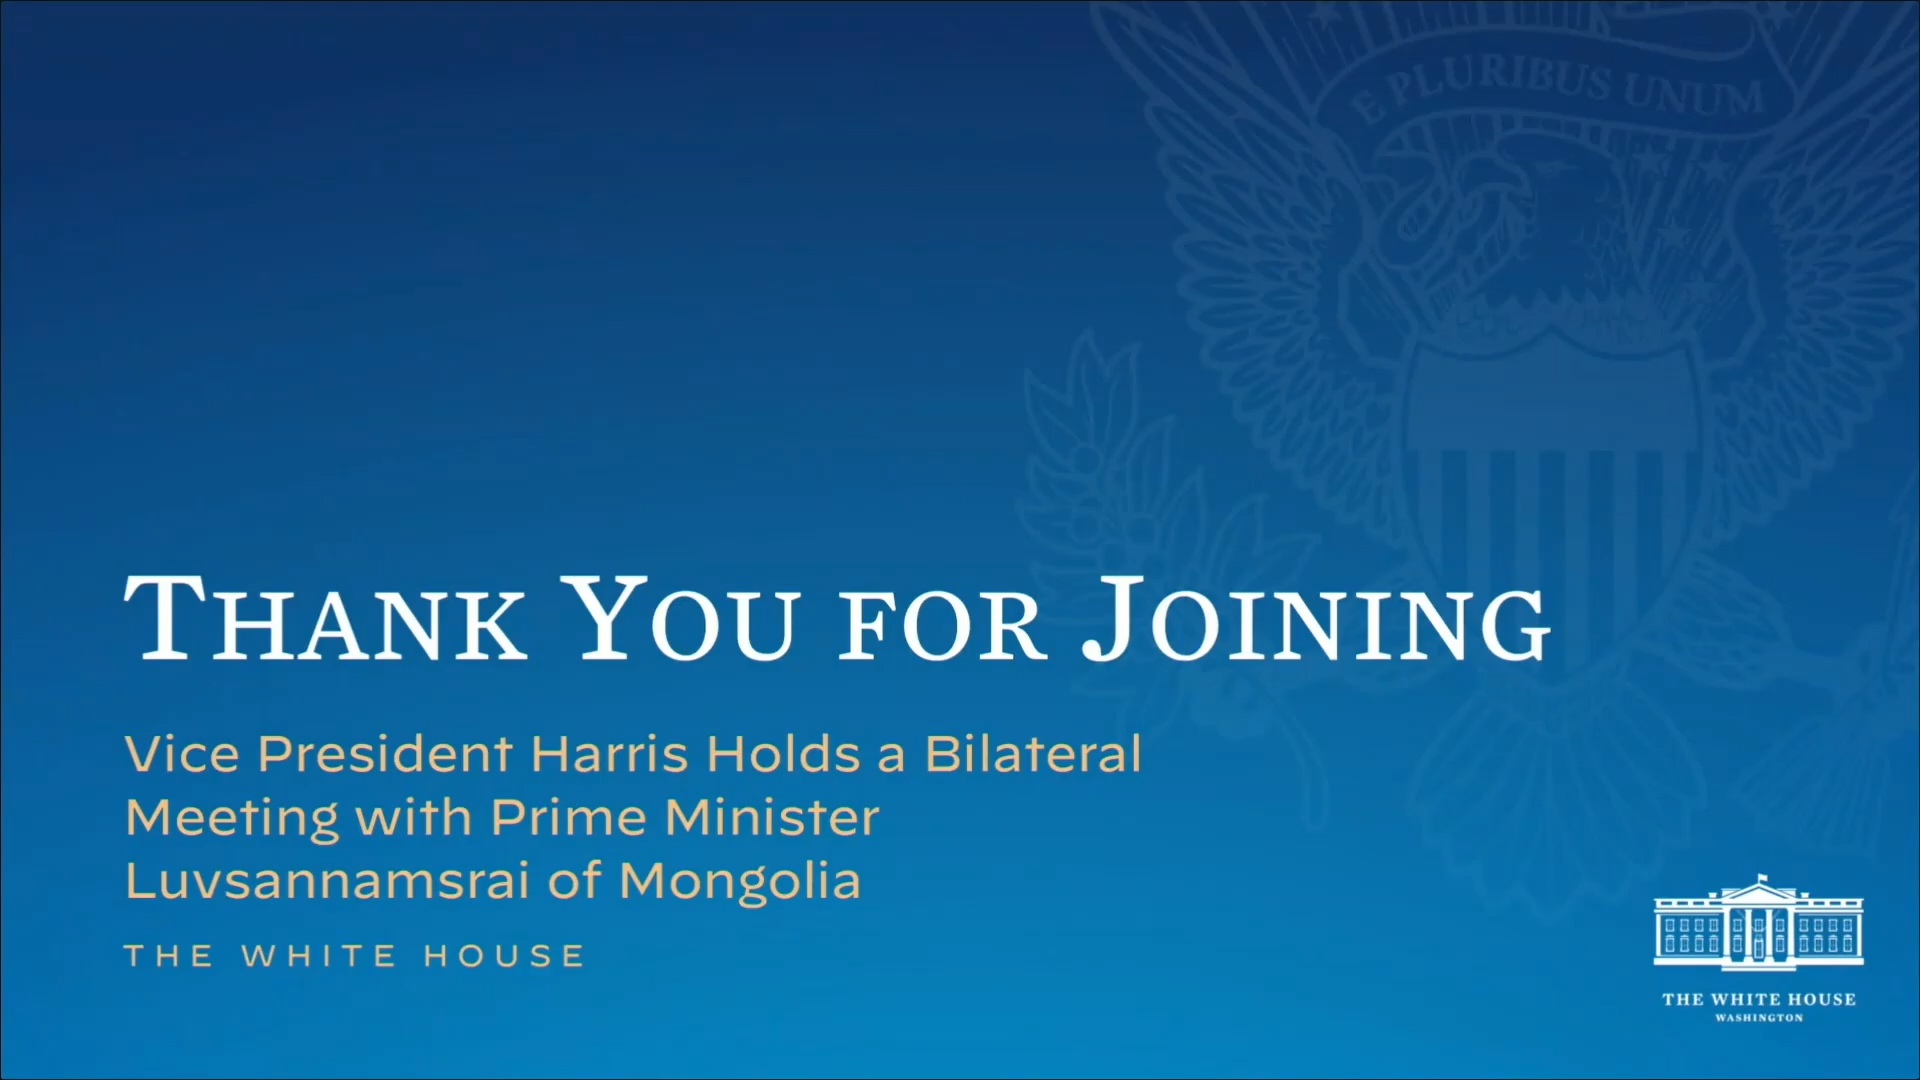 E PLURIBUS UNUM
THANK YOU FOR JOINING
Vice President Harris Holds a Bilateral
Meeting with Prime Minister
Luvsannamsrai of Mongolia
THE WHITE HOUSE
THE WHITE HOUSE
WASHINGTON